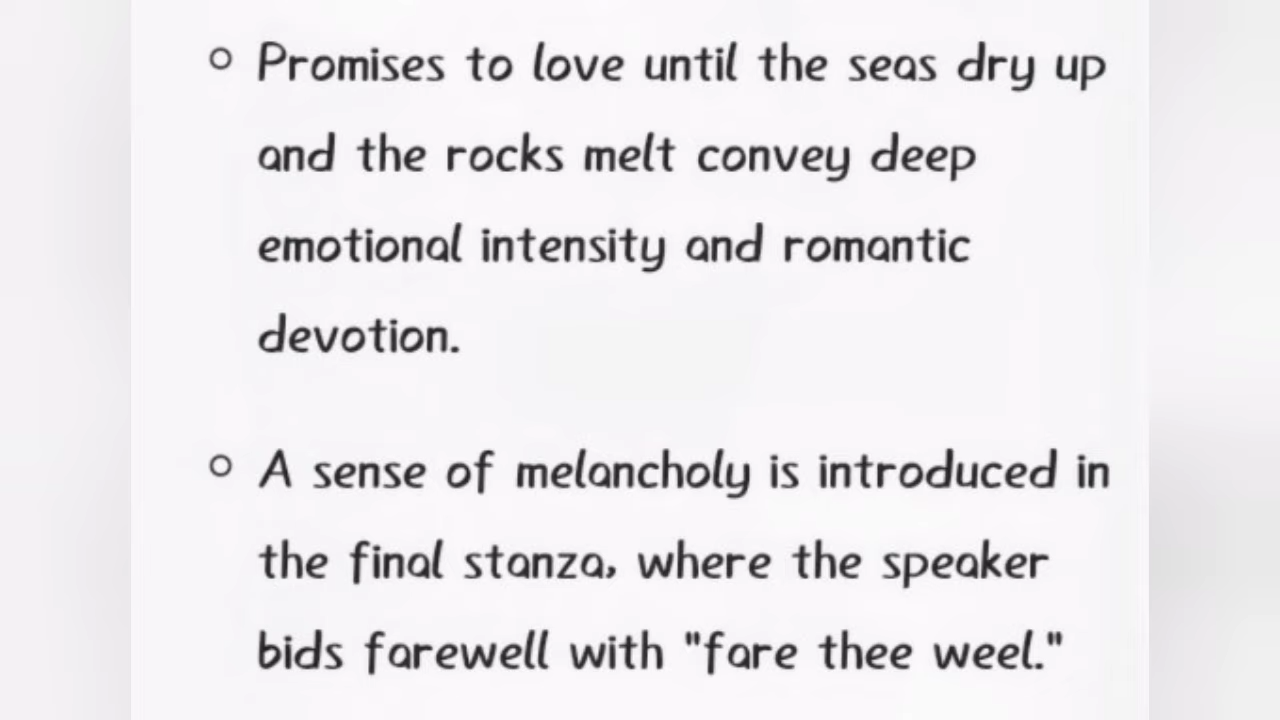 ○ Promises to love until the seas dry up
and the rocks melt convey deep
emotional intensity and romantic
devotion.
○ A sense of melancholy is introduced in
the final stanza, where the speaker
bids farewell with "fare thee weel."